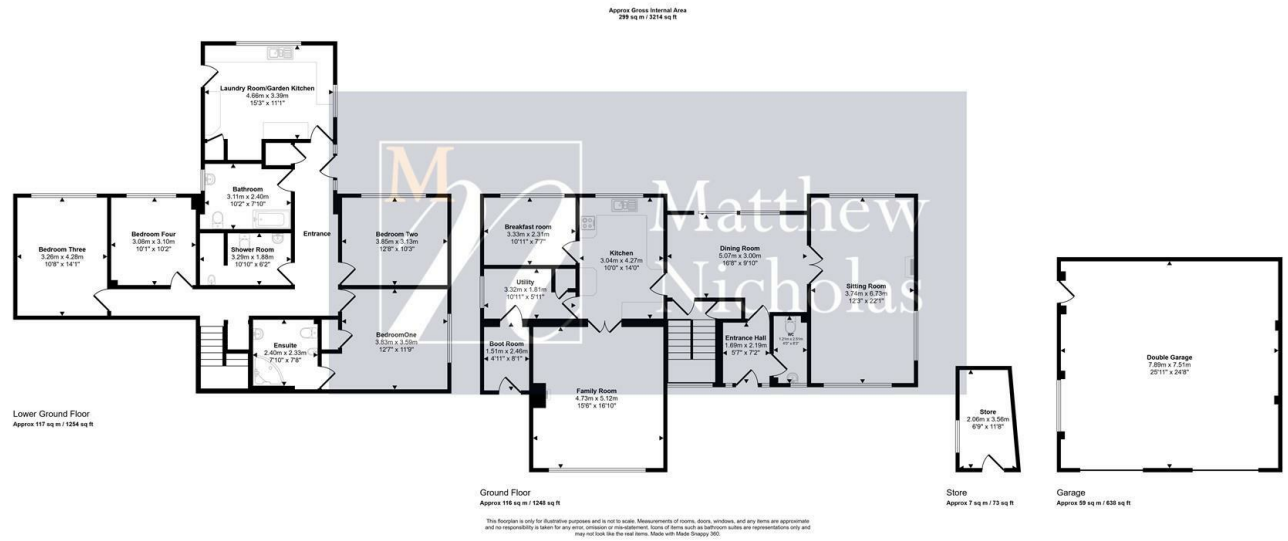 Approx Gross Internal Area
299 sq m / 3214 sq ft
Laundry Room/Garden Kitchen
4.66m x 3.39m
15'3" x 11'1"
Bathroom
3.11m x 2.40m
10'2" x 7'10"
Bedroom Three
3.26m x 4.28m
10'8" x 14'1"
Bedroom Four
3.08m x 3.10m
10'1" x 10'2"
Shower Room
3.29m x 1.88m
10'10" x 6'2"
Entrance
Bedroom Two
3.85m x 3.13m
12'8" x 10'3"
BedroomOne
3.83m x 3.59m
12'7" x 11'9"
Ensuite
2.40m x 2.33m
7'10" x 7'8"
Lower Ground Floor
Approx 117 sq m / 1254 sq ft
M
N
Matthew
Nicholas
Breakfast room
3.33m x 2.31m
10'11" x 7'7"
Kitchen
3.04m x 4.27m
10'0" x 14'0"
Utility
3.32m x 1.81m
10'11" x 5'11"
Boot Room
1.51m x 2.46m
4'11" x 8'1"
Family Room
4.73m x 5.12m
15'6" x 16'10"
Dining Room
5.07m x 3.00m
16'8" x 9'10"
Entrance Hall
1.69m x 2.19m
5'7" x 7'2"
WC
Sitting Room
3.74m x 6.73m
12'3" x 22'1"
Ground Floor
Approx 116 sq m / 1248 sq ft
Store
2.06m x 3.56m
6'9" x 11'8"
Store
Approx 7 sq m / 73 sq ft
Double Garage
7.89m x 7.51m
25'11" x 24'8"
Garage
Approx 59 sq m / 638 sq ft
This floorplan is only for illustrative purposes and is not to scale. Measurements of rooms, doors, windows, and any items are approximate
and no responsibility is taken for any error, omission or mis-statement. Icons of items such as bathroom suites are representations only and
may not look like the real items. Made with Made Snappy 360.